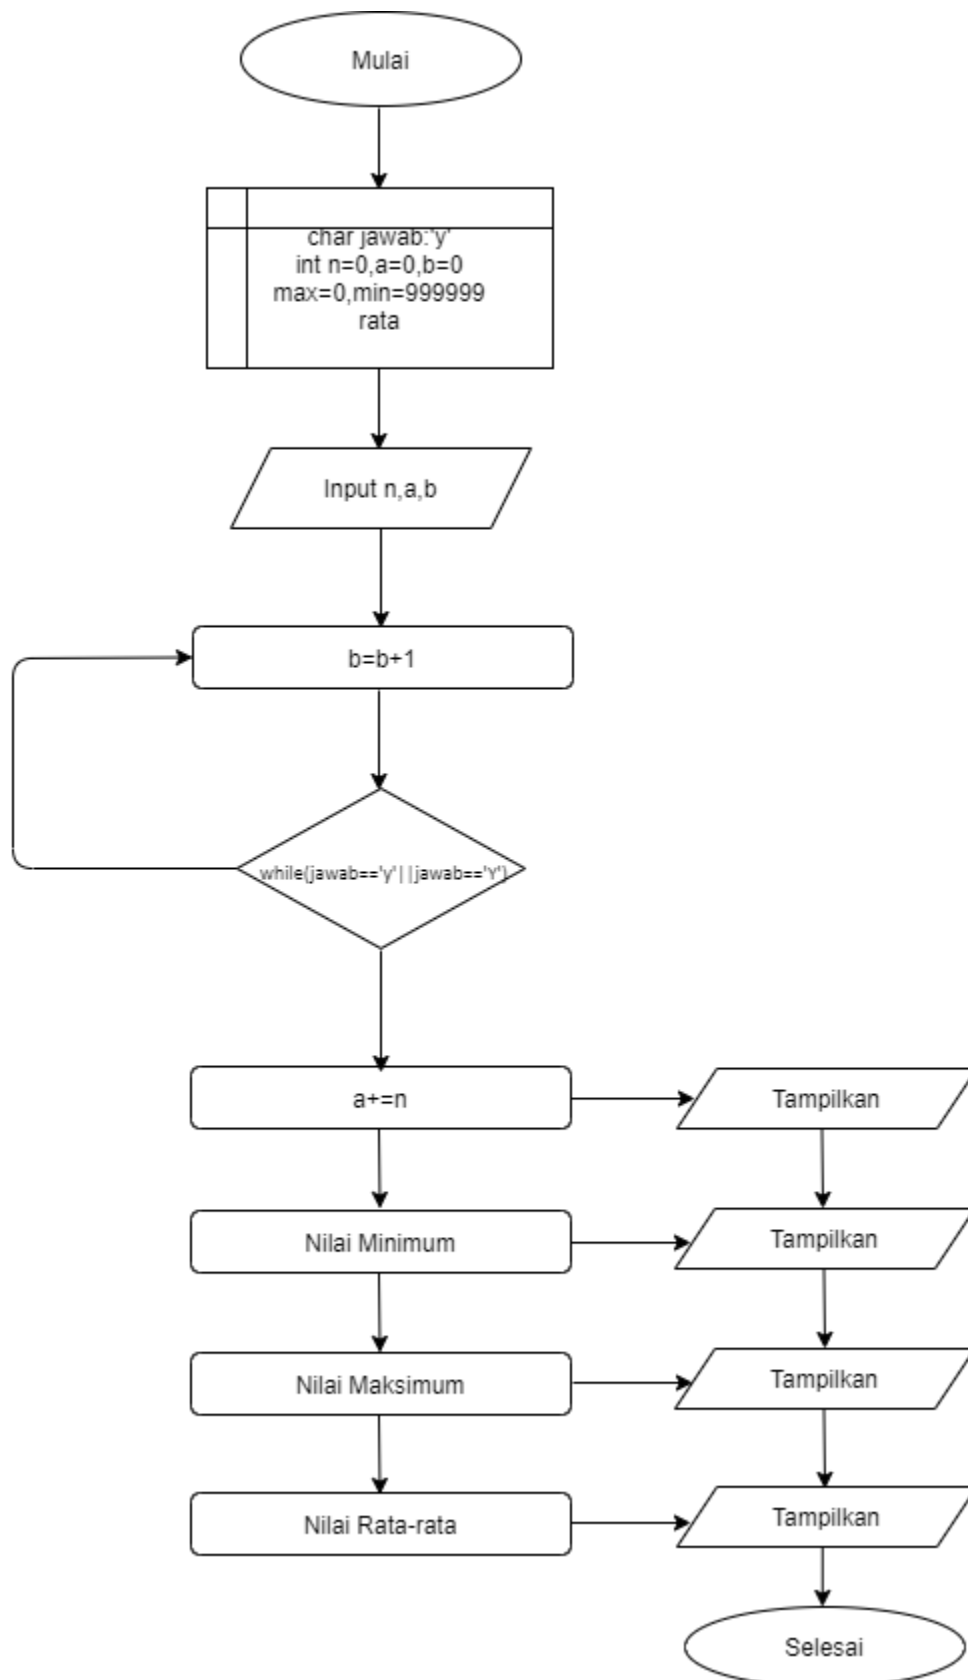 Mulai
char jawab:'y'
int n=0,a=0,b=0
max=0,min=999999
rata
Input n,a,b
b=b+1
while(jawab=='y'||jawab=='Y')
a+=n
Tampilkan
Nilai Minimum
Tampilkan
Nilai Maksimum
Tampilkan
Nilai Rata-rata
Tampilkan
Selesai